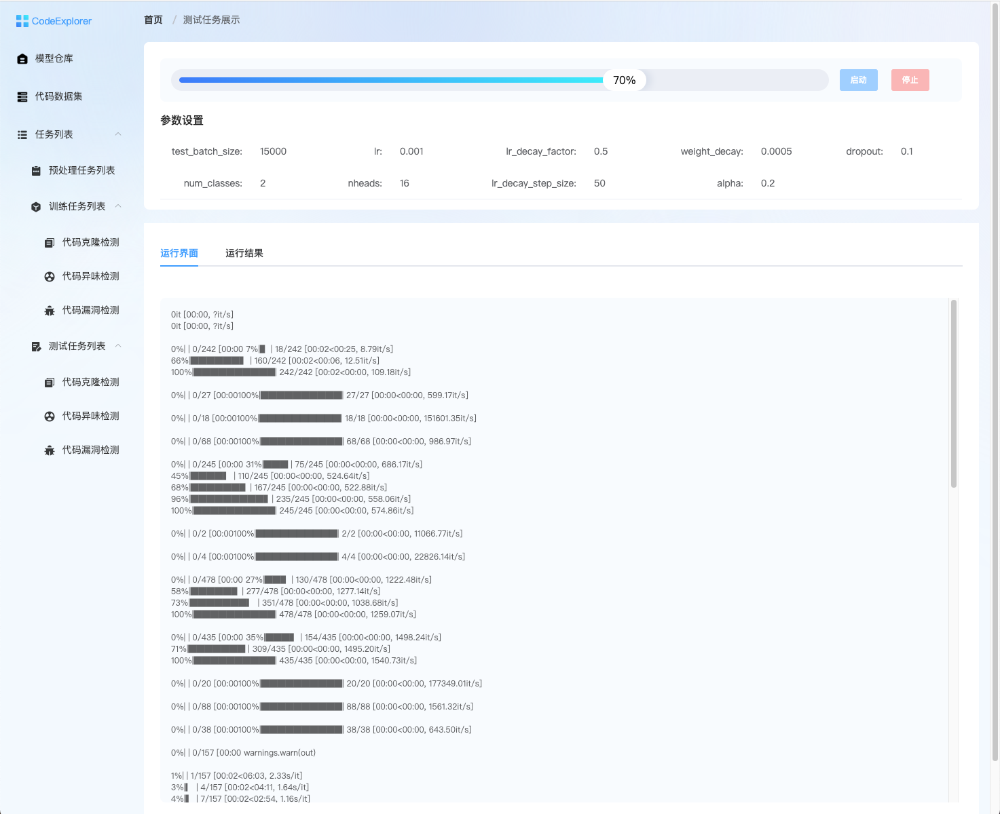 CodeExplorer
首页 / 测试任务展示
模型仓库
代码数据集
任务列表
预处理任务列表
训练任务列表
代码克隆检测
代码异味检测
代码漏洞检测
测试任务列表
代码克隆检测
代码异味检测
代码漏洞检测
70%
启动
停止
参数设置
test_batch_size: 15000 lr: 0.001 lr_decay_factor: 0.5 weight_decay: 0.0005 dropout: 0.1
num_classes: 2 nheads: 16 lr_decay_step_size: 50 alpha: 0.2
运行界面 运行结果
0it [00:00, ?it/s]
0it [00:00, ?it/s]
0%| | 0/242 [00:00 7%|█ | 18/242 [00:02<00:25, 8.79it/s]
66%|██████ | 160/242 [00:02<00:06, 12.51it/s]
100%|██████████| 242/242 [00:02<00:00, 109.18it/s]
0%| | 0/27 [00:00100%|██████████| 27/27 [00:00<00:00, 599.17it/s]
0%| | 0/18 [00:00100%|██████████| 18/18 [00:00<00:00, 151601.35it/s]
0%| | 0/68 [00:00100%|██████████| 68/68 [00:00<00:00, 986.97it/s]
0%| | 0/245 [00:00 31%|███ | 75/245 [00:00<00:00, 686.17it/s]
45%|████ | 110/245 [00:00<00:00, 524.64it/s]
68%|██████ | 167/245 [00:00<00:00, 522.88it/s]
96%|█████████ | 235/245 [00:00<00:00, 558.06it/s]
100%|██████████| 245/245 [00:00<00:00, 574.86it/s]
0%| | 0/2 [00:00100%|██████████| 2/2 [00:00<00:00, 11066.77it/s]
0%| | 0/4 [00:00100%|██████████| 4/4 [00:00<00:00, 22826.14it/s]
0%| | 0/478 [00:00 27%|██ | 130/478 [00:00<00:00, 1222.48it/s]
58%|█████ | 277/478 [00:00<00:00, 1277.14it/s]
73%|███████ | 351/478 [00:00<00:00, 1038.68it/s]
100%|██████████| 478/478 [00:00<00:00, 1259.07it/s]
0%| | 0/435 [00:00 35%|███ | 154/435 [00:00<00:00, 1498.24it/s]
71%|███████ | 309/435 [00:00<00:00, 1495.20it/s]
100%|██████████| 435/435 [00:00<00:00, 1540.73it/s]
0%| | 0/20 [00:00100%|██████████| 20/20 [00:00<00:00, 177349.01it/s]
0%| | 0/88 [00:00100%|██████████| 88/88 [00:00<00:00, 1561.32it/s]
0%| | 0/38 [00:00100%|██████████| 38/38 [00:00<00:00, 643.50it/s]
0%| | 0/157 [00:00 warnings.warn(out)
1%| | 1/157 [00:02<06:03, 2.33s/it]
3%|▎ | 4/157 [00:02<04:11, 1.64s/it]
4%|▍ | 7/157 [00:02<02:54, 1.16s/it]